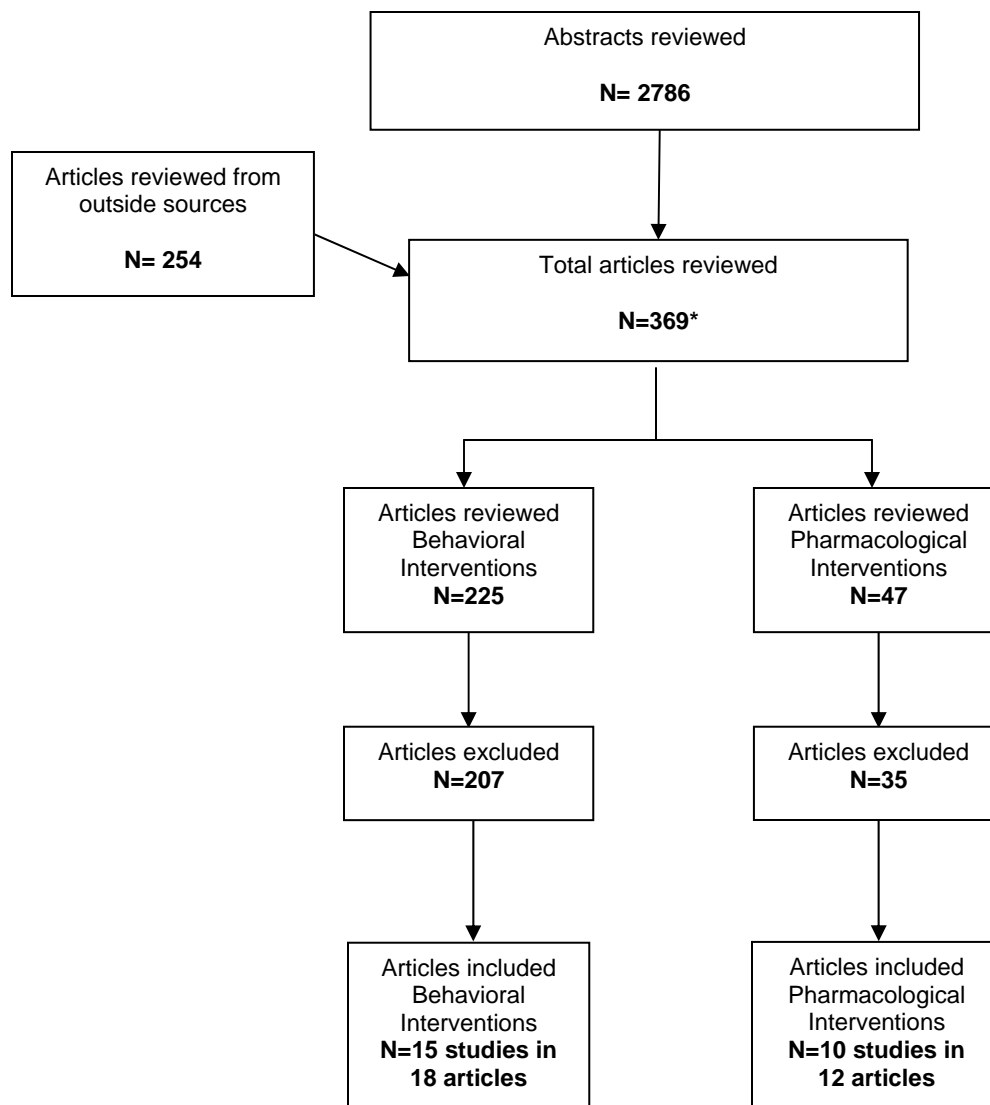 Abstracts reviewed
N= 2786
Articles reviewed from
outside sources
N= 254
Total articles reviewed
N=369*
Articles reviewed
Behavioral
Interventions
N=225
Articles reviewed
Pharmacological
Interventions
N=47
Articles excluded
N=207
Articles excluded
N=35
Articles included
Behavioral
Interventions
N=15 studies in
18 articles
Articles included
Pharmacological
Interventions
N=10 studies in
12 articles